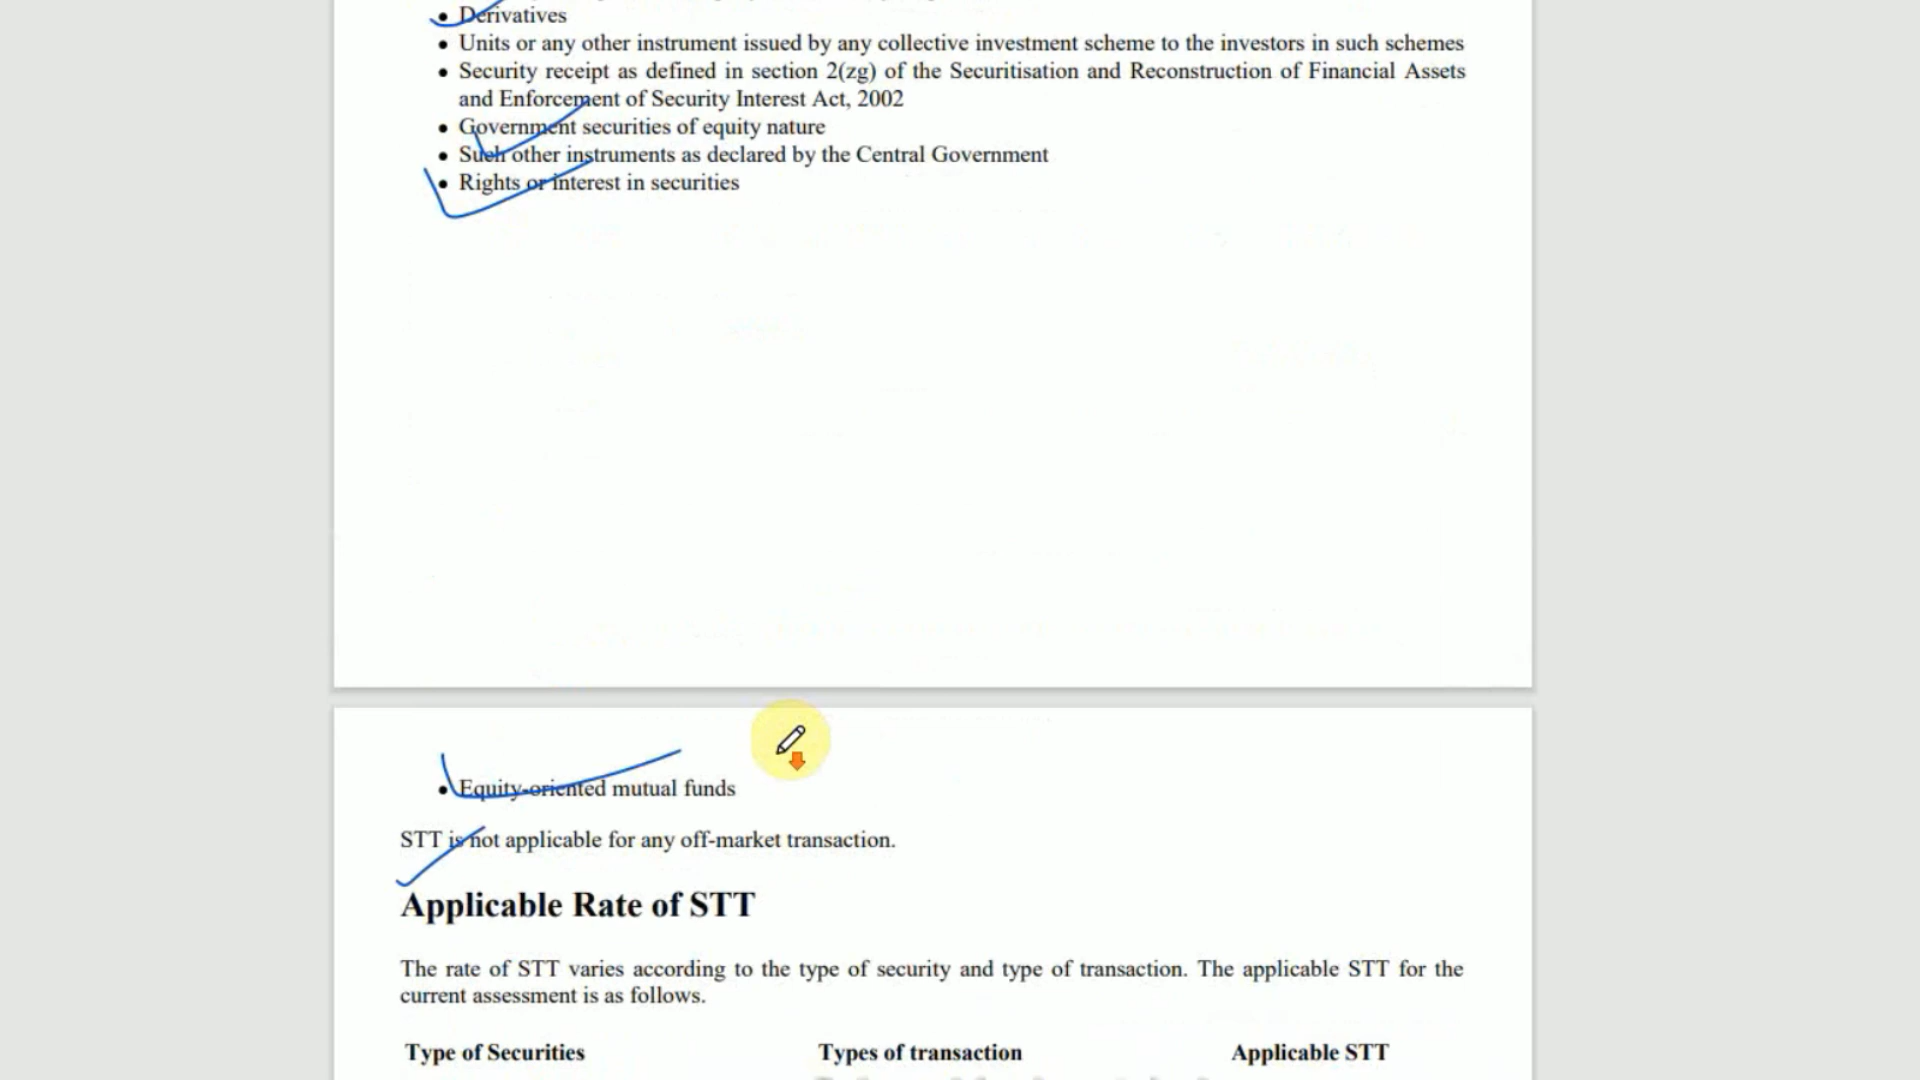 • Derivatives
• Units or any other instrument issued by any collective investment scheme to the investors in such schemes
• Security receipt as defined in section 2(zg) of the Securitisation and Reconstruction of Financial Assets
and Enforcement of Security Interest Act, 2002
• Government securities of equity nature
• Such other instruments as declared by the Central Government
• Rights or interest in securities
• Equity-oriented mutual funds
STT is not applicable for any off-market transaction.
Applicable Rate of STT
The rate of STT varies according to the type of security and type of transaction. The applicable STT for the
current assessment is as follows.
Type of Securities Types of transaction Applicable STT